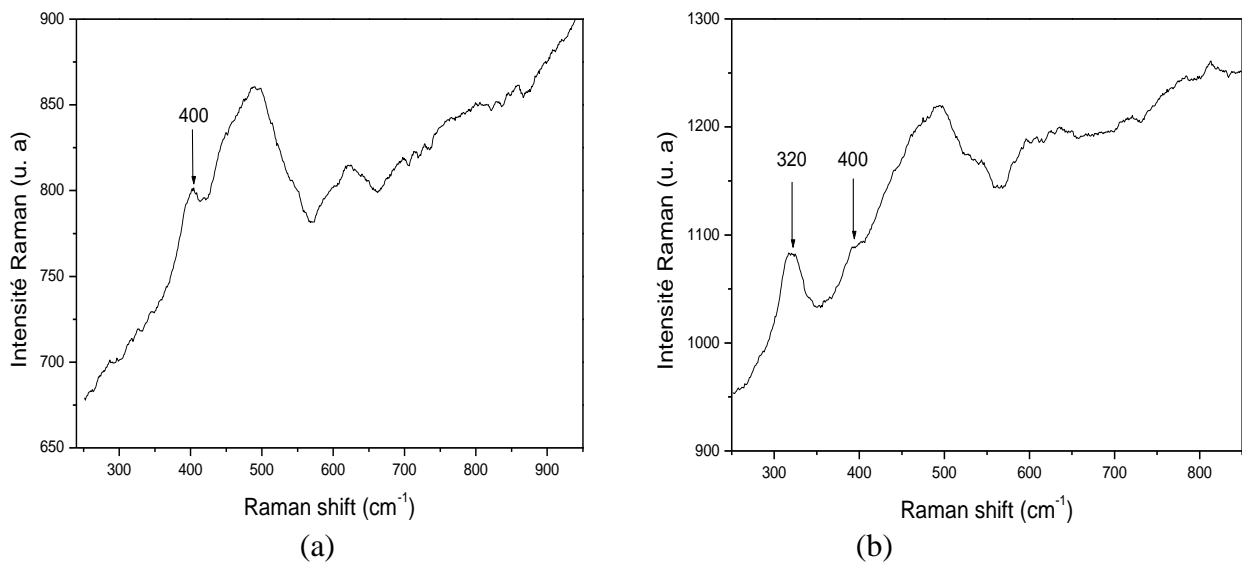 900
850
800
750
700
650
300 400 500 600 700 800 900
400
Intensité Raman (u. a)
Raman shift (cm⁻¹)
(a)
1300
1200
1100
1000
900
300 400 500 600 700 800
320 400
Intensité Raman (u. a)
Raman shift (cm⁻¹)
(b)